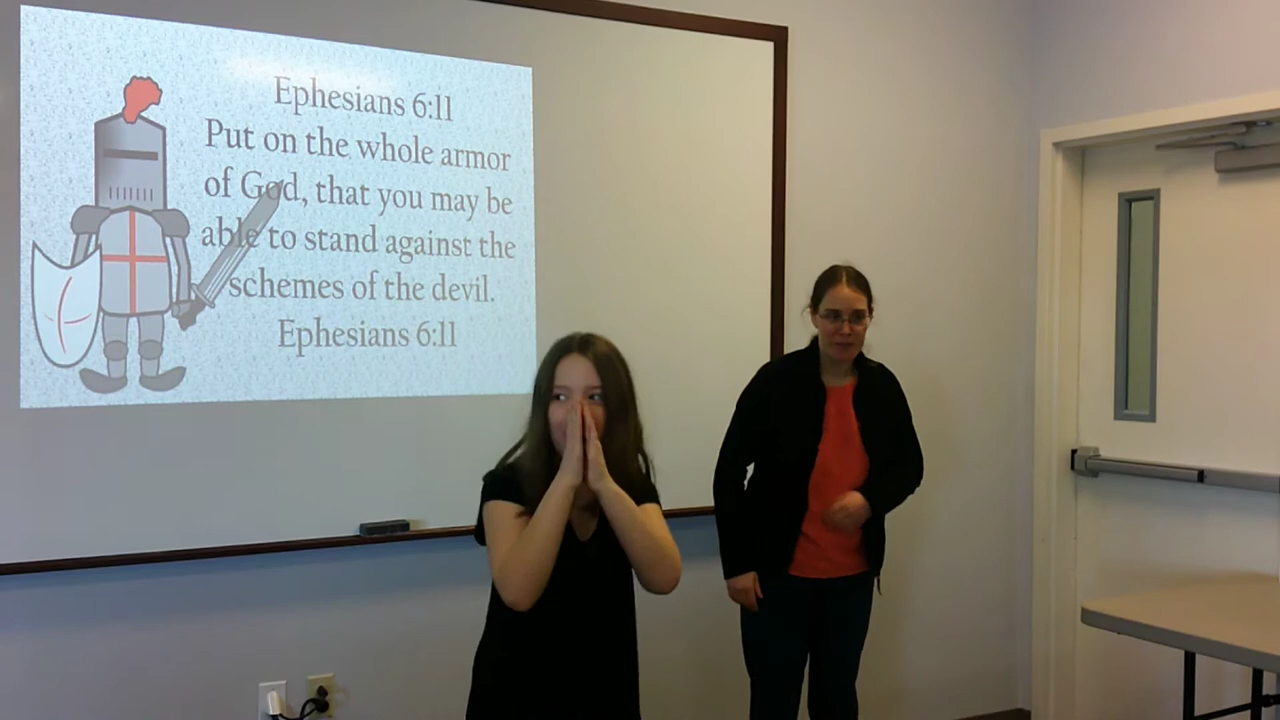 Ephesians 6:11
Put on the whole armor
of God, that you may be
able to stand against the
schemes of the devil.
Ephesians 6:11